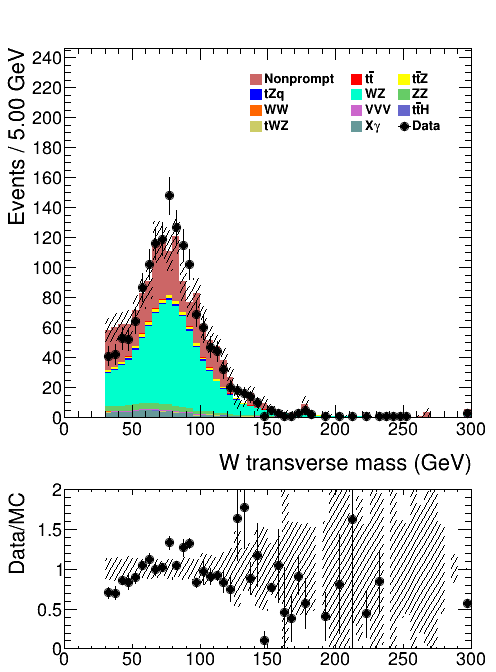 Events / 5.00 GeV
240
220
200
180
160
140
120
100
80
60
40
20
0
Nonprompt tt̄ tt̄Z
tZq WZ ZZ
WW VVV tt̄H
tWZ Xγ Data
0 50 100 150 200 250 300
W transverse mass (GeV)
Data/MC
2
1.5
1
0.5
0
0 50 100 150 200 250 300